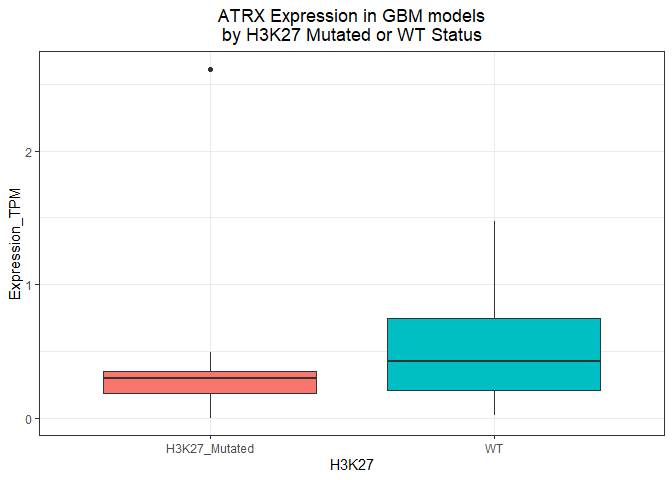 ATRX Expression in GBM models
by H3K27 Mutated or WT Status
Expression_TPM
2
1
0
H3K27_Mutated
WT
H3K27